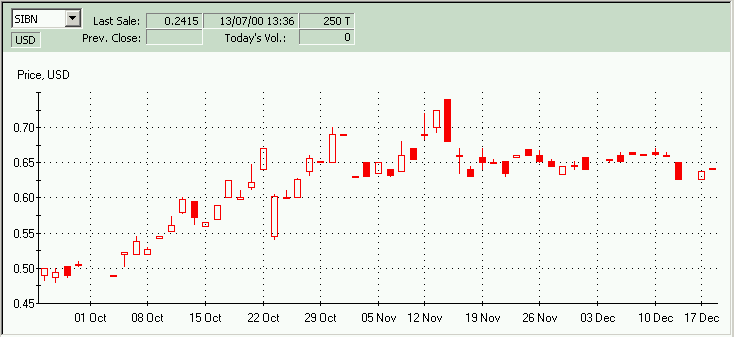 SIBN Last Sale: 0.2415 13/07/00 13:36 250 T
USD Prev. Close: Today's Vol.: 0
Price, USD
0.70
0.65
0.60
0.55
0.50
0.45
01 Oct 08 Oct 15 Oct 22 Oct 29 Oct 05 Nov 12 Nov 19 Nov 26 Nov 03 Dec 10 Dec 17 Dec